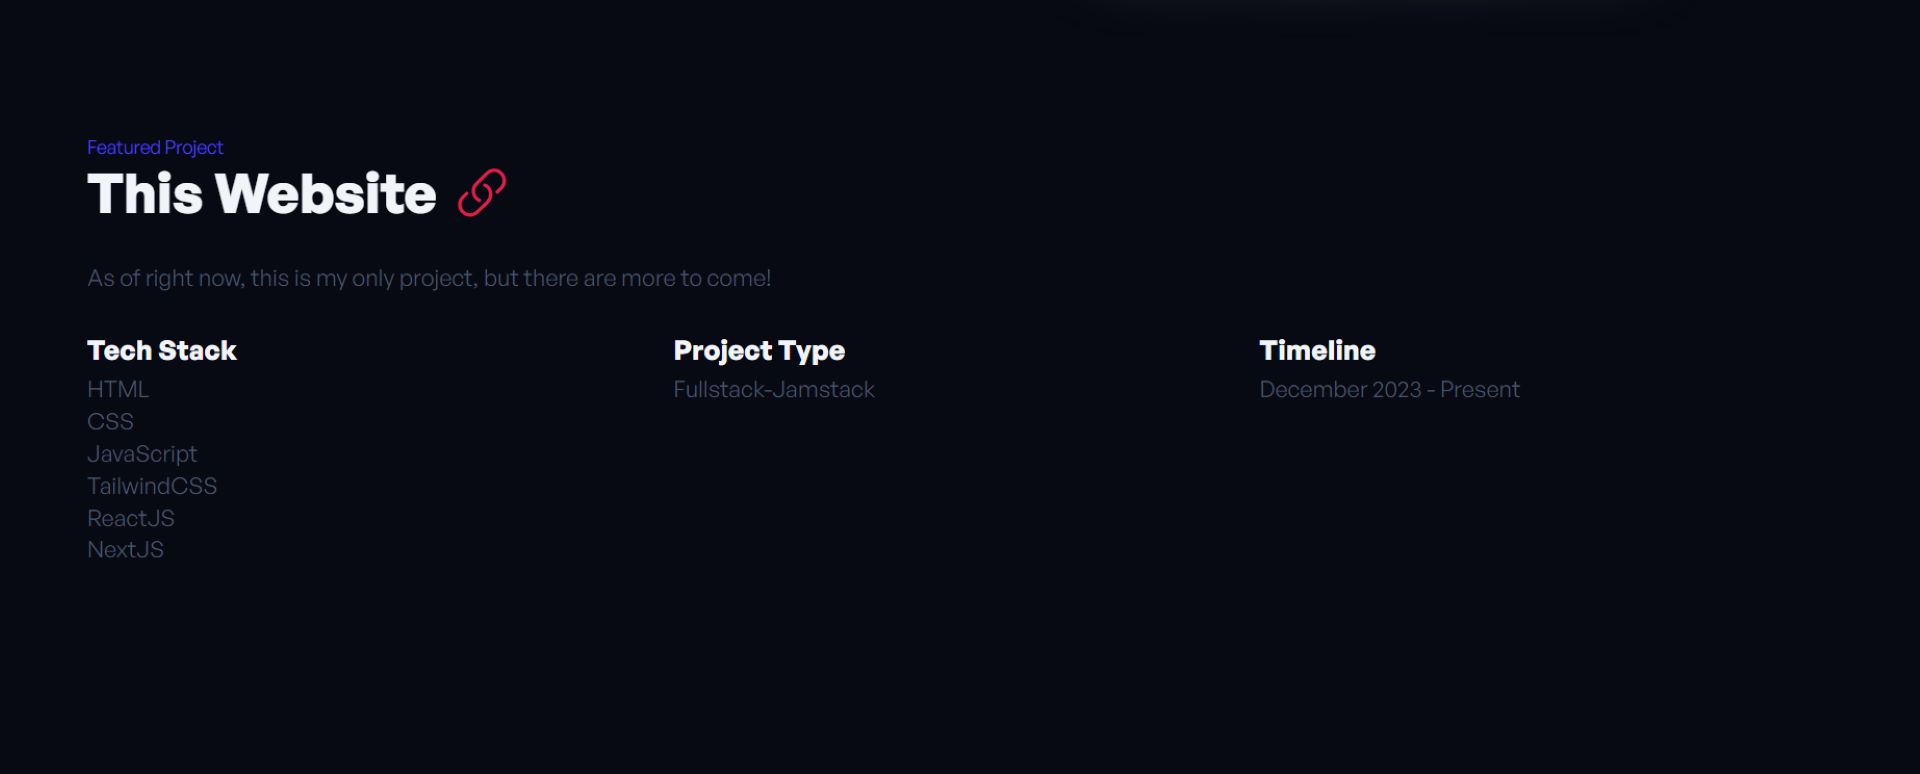 Featured Project
This Website
As of right now, this is my only project, but there are more to come!
Tech Stack
HTML
CSS
JavaScript
TailwindCSS
ReactJS
NextJS
Project Type
Fullstack-Jamstack
Timeline
December 2023 - Present